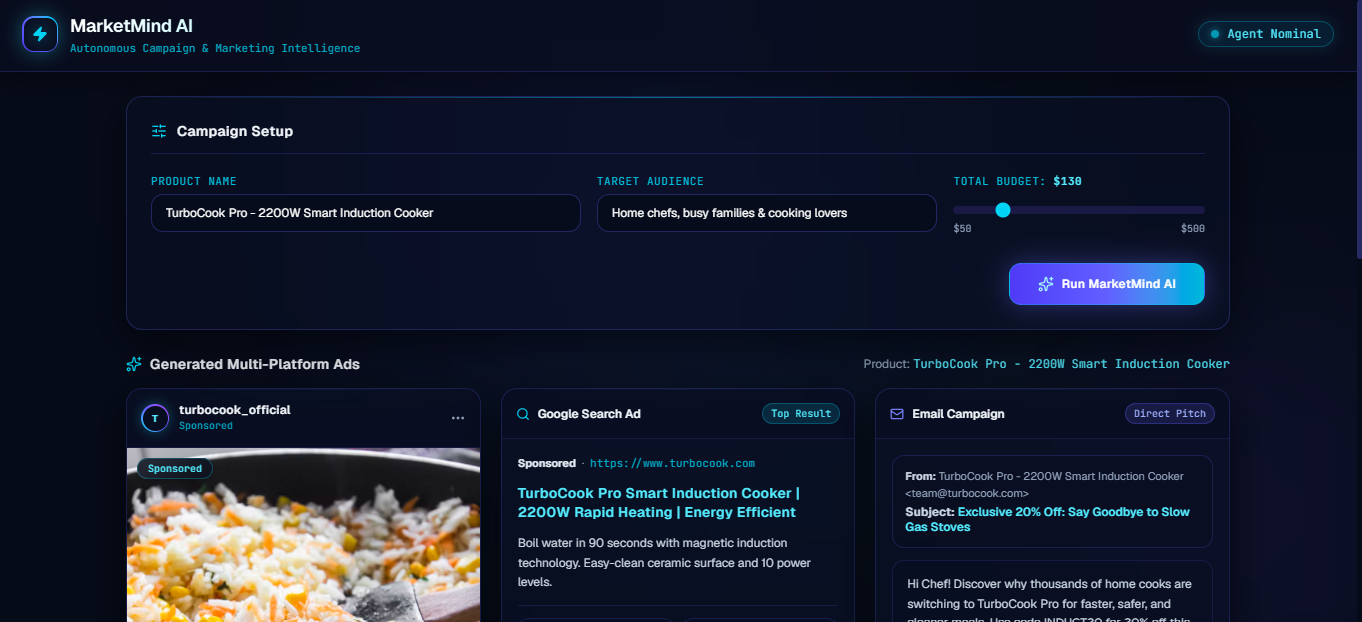 MarketMind AI
Autonomous Campaign & Marketing Intelligence
Agent Nominal
Campaign Setup
PRODUCT NAME
TurboCook Pro - 2200W Smart Induction Cooker
TARGET AUDIENCE
Home chefs, busy families & cooking lovers
TOTAL BUDGET: $130
$50
$500
Run MarketMind AI
Generated Multi-Platform Ads
Product: TurboCook Pro - 2200W Smart Induction Cooker
T
turbocook_official
Sponsored
...
Sponsored
Google Search Ad
Top Result
Sponsored · https://www.turbocook.com
TurboCook Pro Smart Induction Cooker |
2200W Rapid Heating | Energy Efficient
Boil water in 90 seconds with magnetic induction
technology. Easy-clean ceramic surface and 10 power
levels.
Email Campaign
Direct Pitch
From: TurboCook Pro - 2200W Smart Induction Cooker
<team@turbocook.com>
Subject: Exclusive 20% Off: Say Goodbye to Slow
Gas Stoves
Hi Chef! Discover why thousands of home cooks are
switching to TurboCook Pro for faster, safer, and